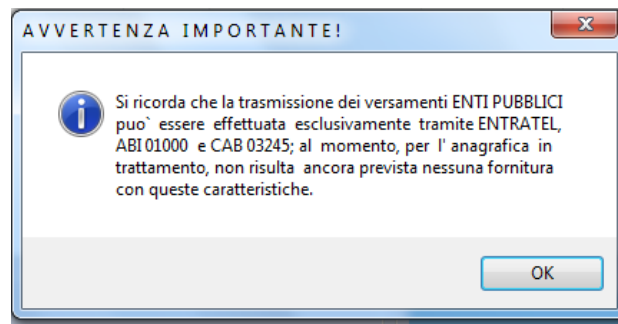 AVVERTENZA IMPORTANTE!
Si ricorda che la trasmissione dei versamenti ENTI PUBBLICI
puo` essere effettuata esclusivamente tramite ENTRATEL,
ABI 01000 e CAB 03245; al momento, per l' anagrafica in
trattamento, non risulta ancora prevista nessuna fornitura
con queste caratteristiche.
OK